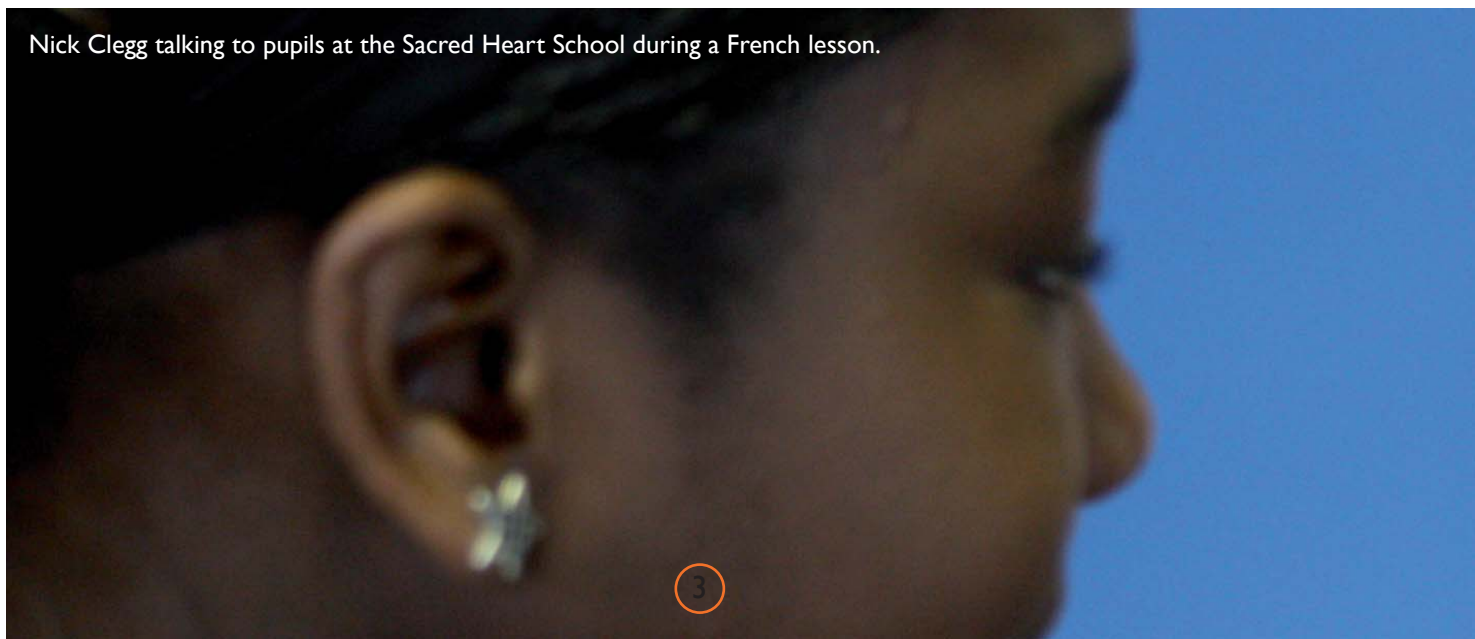 Nick Clegg talking to pupils at the Sacred Heart School during a French lesson.
3